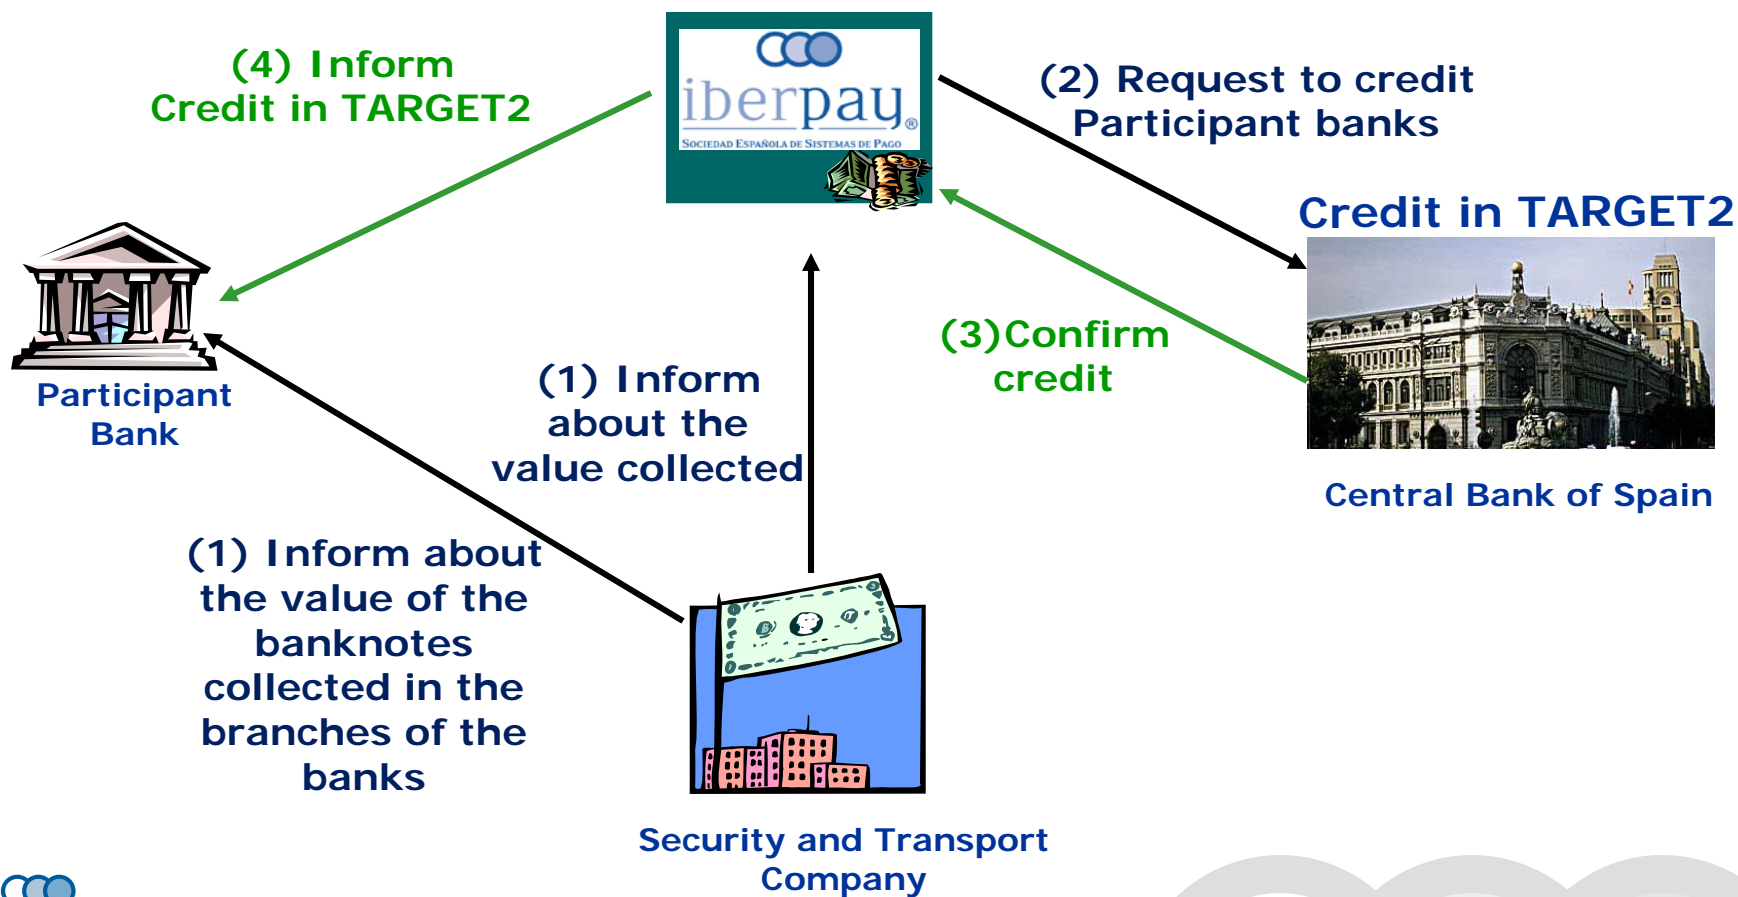 (4) Inform
Credit in TARGET2
iberpay®
SOCIEDAD ESPAÑOLA DE SISTEMAS DE PAGO
(2) Request to credit
Participant banks
Credit in TARGET2
(3)Confirm
credit
Participant
Bank
(1) Inform
about the
value collected
Central Bank of Spain
(1) Inform about
the value of the
banknotes
collected in the
branches of the
banks
Security and Transport
Company